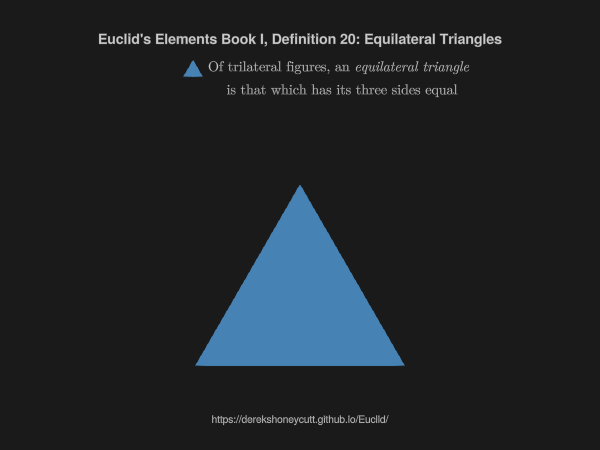 Euclid's Elements Book I, Definition 20: Equilateral Triangles
Of trilateral figures, an equilateral triangle
is that which has its three sides equal
https://derekshoneycutt.github.io/Euclid/